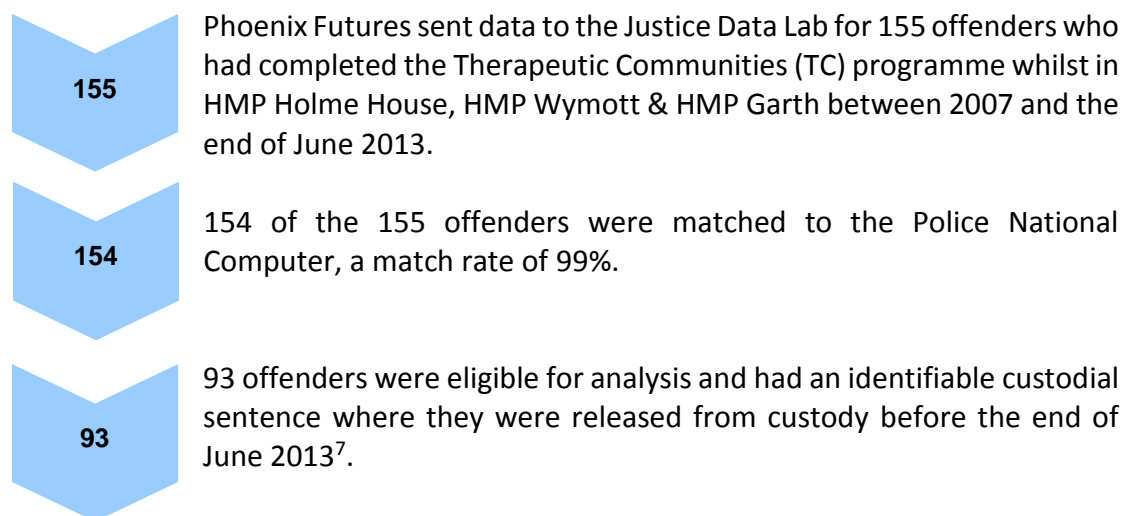 155
Phoenix Futures sent data to the Justice Data Lab for 155 offenders who
had completed the Therapeutic Communities (TC) programme whilst in
HMP Holme House, HMP Wymott & HMP Garth between 2007 and the
end of June 2013.
154
154 of the 155 offenders were matched to the Police National
Computer, a match rate of 99%.
93
93 offenders were eligible for analysis and had an identifiable custodial
sentence where they were released from custody before the end of
June 2013⁷.